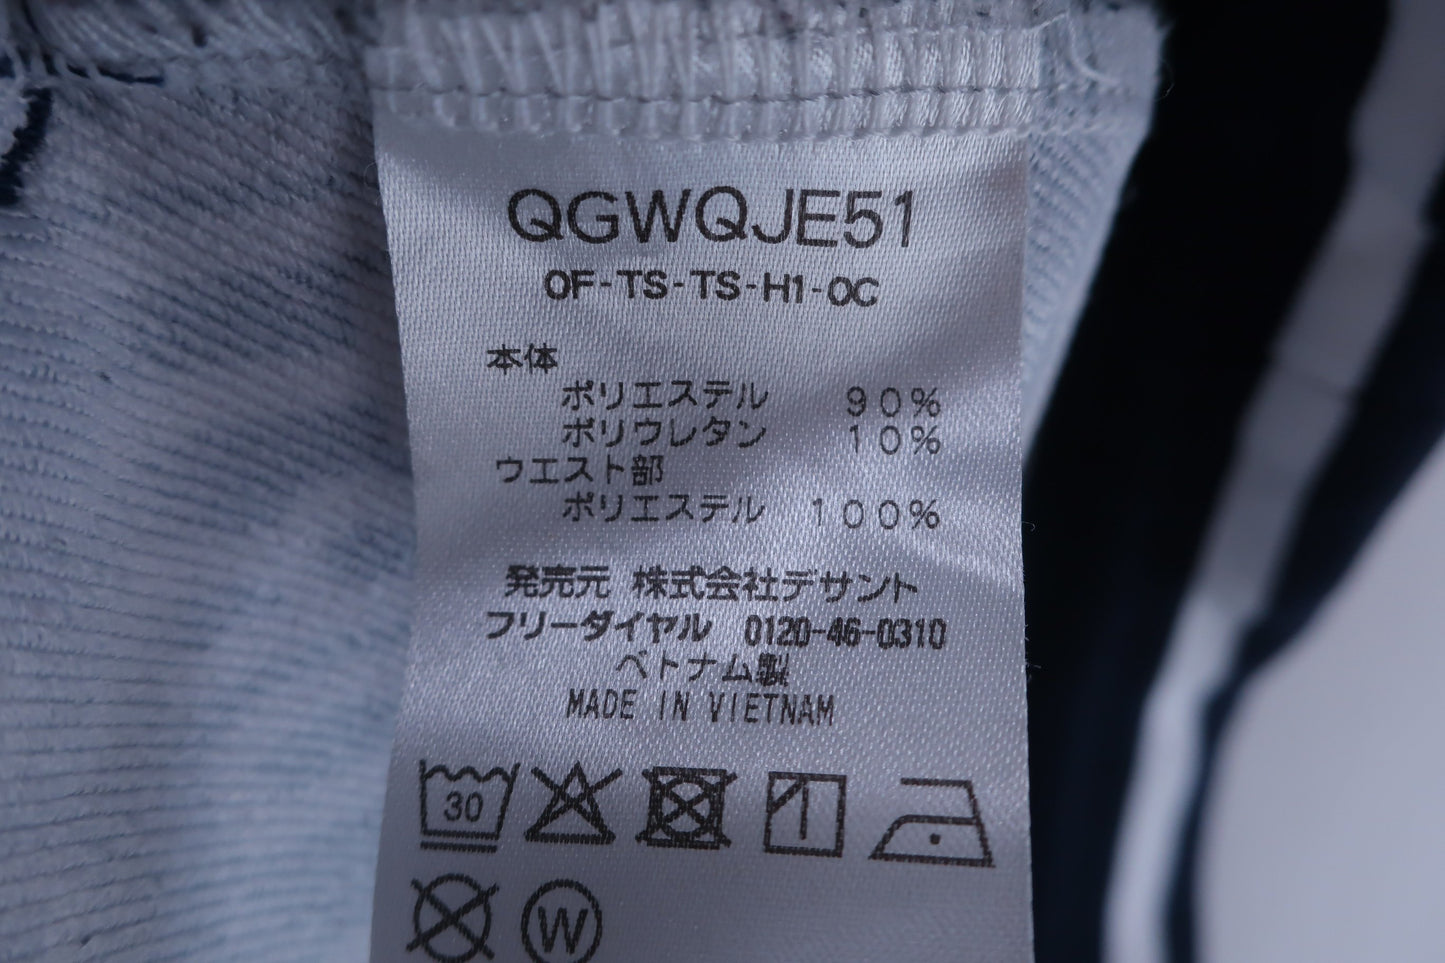 QGWQJE51
OF-TS-TS-H1-OC
本体
ポリエステル 90%
ポリウレタン 10%
ウエスト部
ポリエステル 100%
発売元 株式会社デサント
フリーダイヤル 0120-46-0310
ベトナム製
MADE IN VIETNAM
30
W